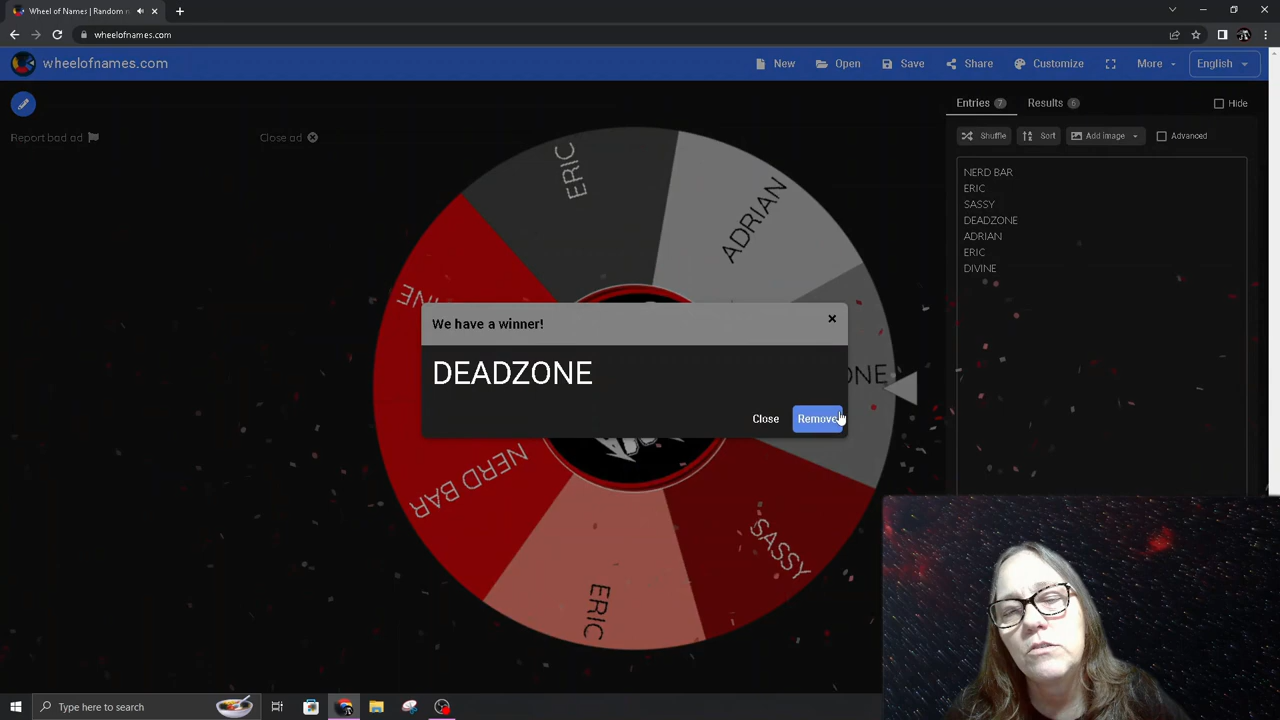 Wheel of Names | Random
wheelofnames.com
wheelofnames.com
New
Open
Save
Share
Customize
More
English
Report bad ad
Close ad
Entries 7
Results 6
Hide
Shuffle
Sort
Add image
Advanced
NERD BAR
ERIC
SASSY
DEADZONE
ADRIAN
ERIC
DIVINE
ERIC
ADRIAN
SASSY
ERIC
NERD BAR
We have a winner!
DEADZONE
Close
Remove
Type here to search